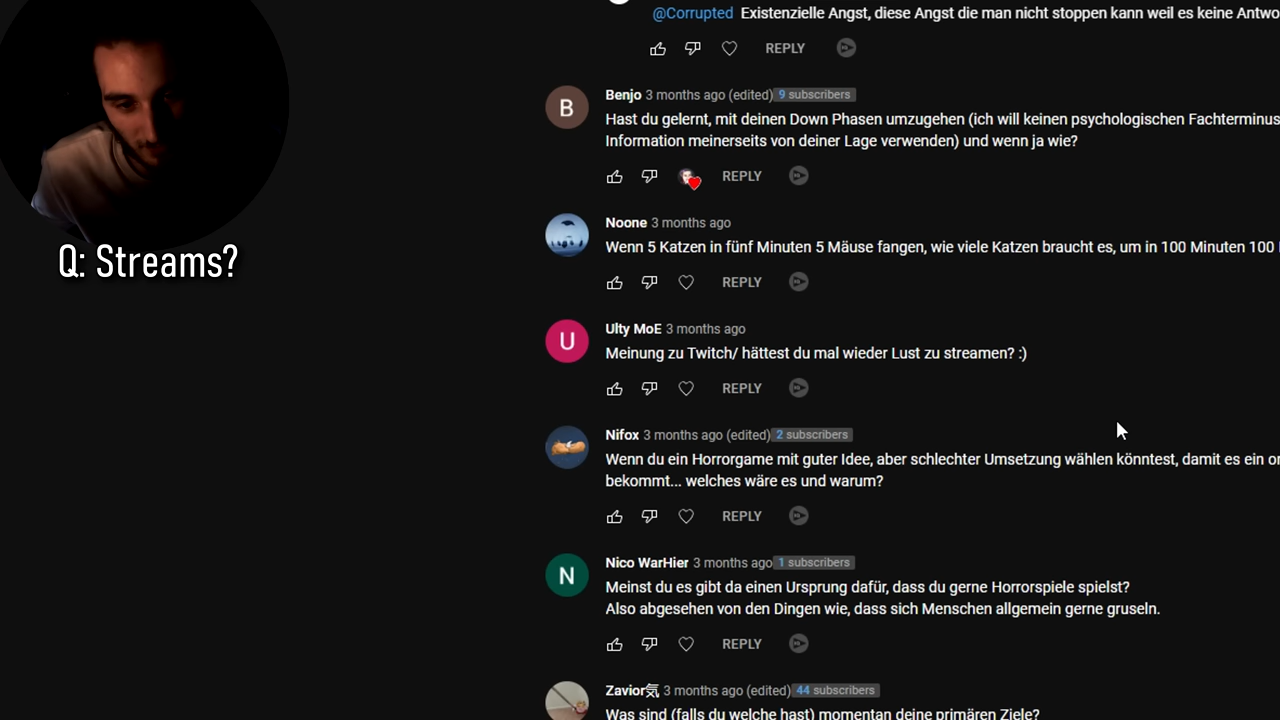 @Corrupted Existenzielle Angst, diese Angst die man nicht stoppen kann weil es keine
REPLY
B
Benjo 3 months ago (edited) 9 subscribers
Hast du gelernt, mit deinen Down Phasen umzugehen (ich will keinen psychologischen Fachterminus
Information meinerseits von deiner Lage verwenden) und wenn ja wie?
REPLY
Q: Streams?
Noone 3 months ago
Wenn 5 Katzen in fünf Minuten 5 Mäuse fangen, wie viele Katzen braucht es, um in 100 Minuten 100
REPLY
U
Ulty MoE 3 months ago
Meinung zu Twitch/ hättest du mal wieder Lust zu streamen? :)
REPLY
Nifox 3 months ago (edited) 2 subscribers
Wenn du ein Horrorgame mit guter Idee, aber schlechter Umsetzung wählen könntest, damit es ein
bekommt... welches wäre es und warum?
REPLY
N
Nico WarHier 3 months ago 1 subscribers
Meinst du es gibt da einen Ursprung dafür, dass du gerne Horrorspiele spielst?
Also abgesehen von den Dingen wie, dass sich Menschen allgemein gerne gruseln.
REPLY
Zavior気 3 months ago (edited) 44 subscribers
Was sind (falls du welche hast) momentan deine primären Ziele?